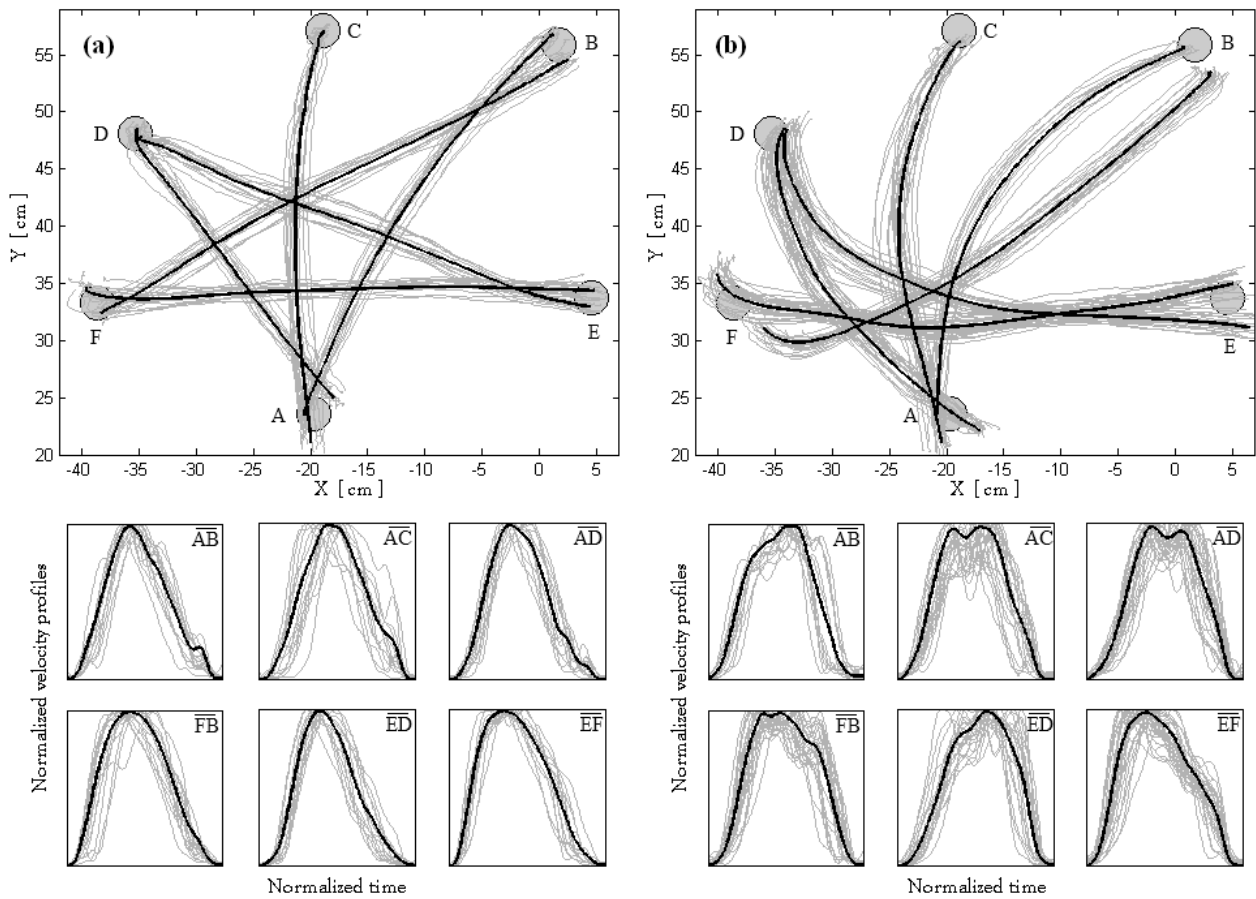 (a)
C
B
D
F
E
A
55
50
45
40
35
30
25
20
Y [cm]
-40 -35 -30 -25 -20 -15 -10 -5 0 5
X [cm]
(b)
C
B
D
F
E
A
55
50
45
40
35
30
25
20
Y [cm]
-40 -35 -30 -25 -20 -15 -10 -5 0 5
X [cm]
Normalized velocity profiles
AB AC AD
FB ED EF
Normalized time
Normalized velocity profiles
AB AC AD
FB ED EF
Normalized time